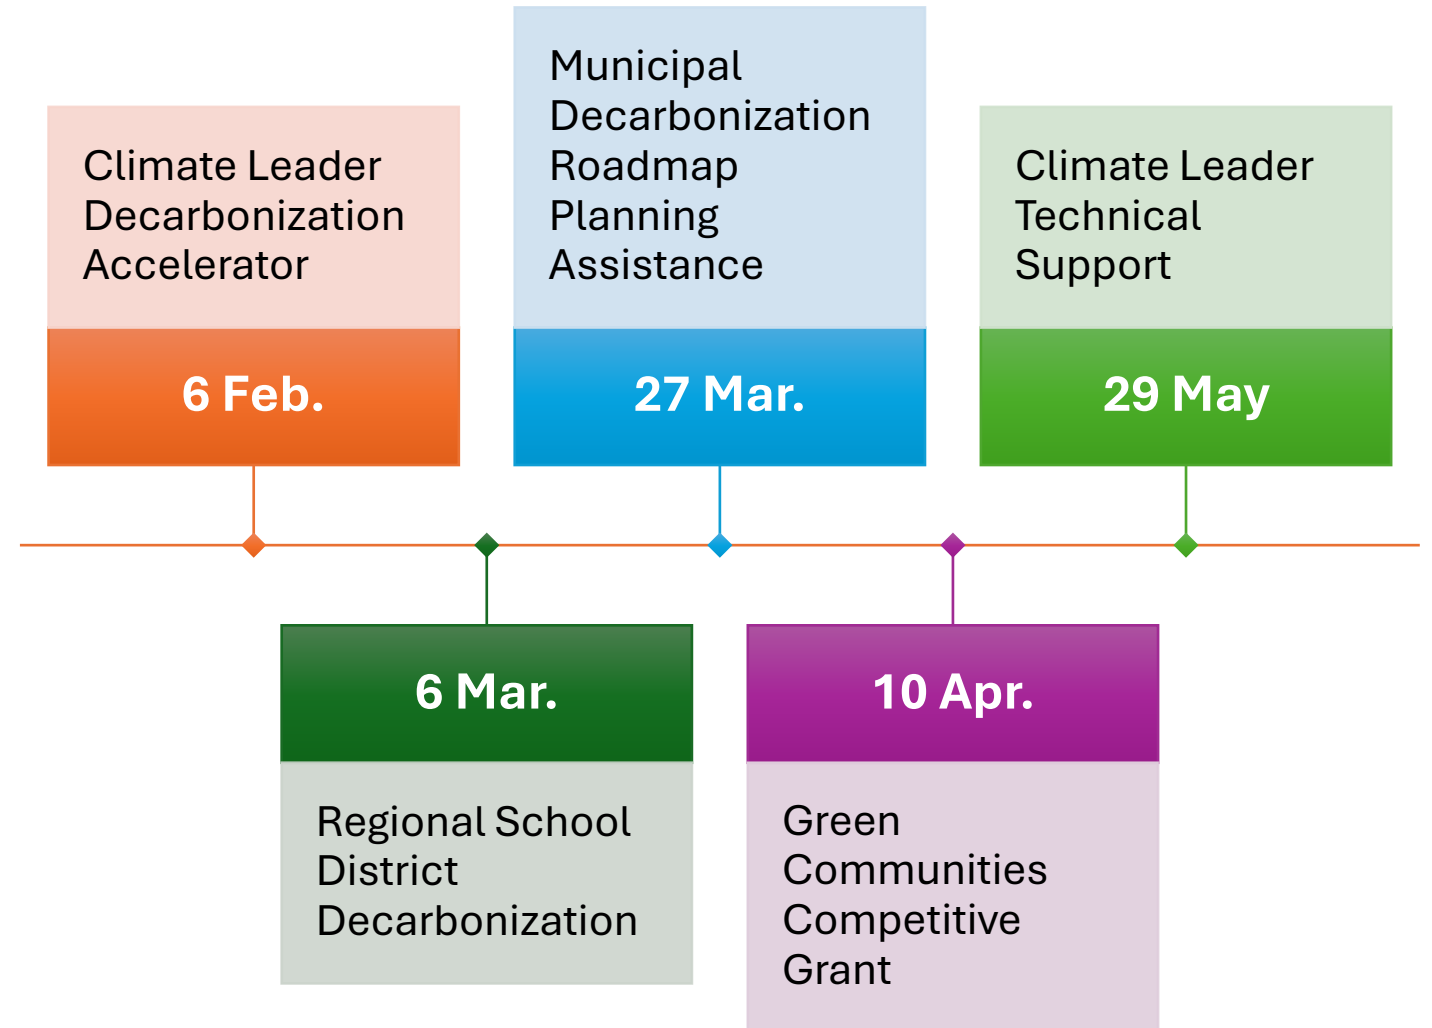 Climate Leader
Decarbonization
Accelerator
6 Feb.
6 Mar.
Regional School
District
Decarbonization
Municipal
Decarbonization
Roadmap
Planning
Assistance
27 Mar.
10 Apr.
Green
Communities
Competitive
Grant
Climate Leader
Technical
Support
29 May